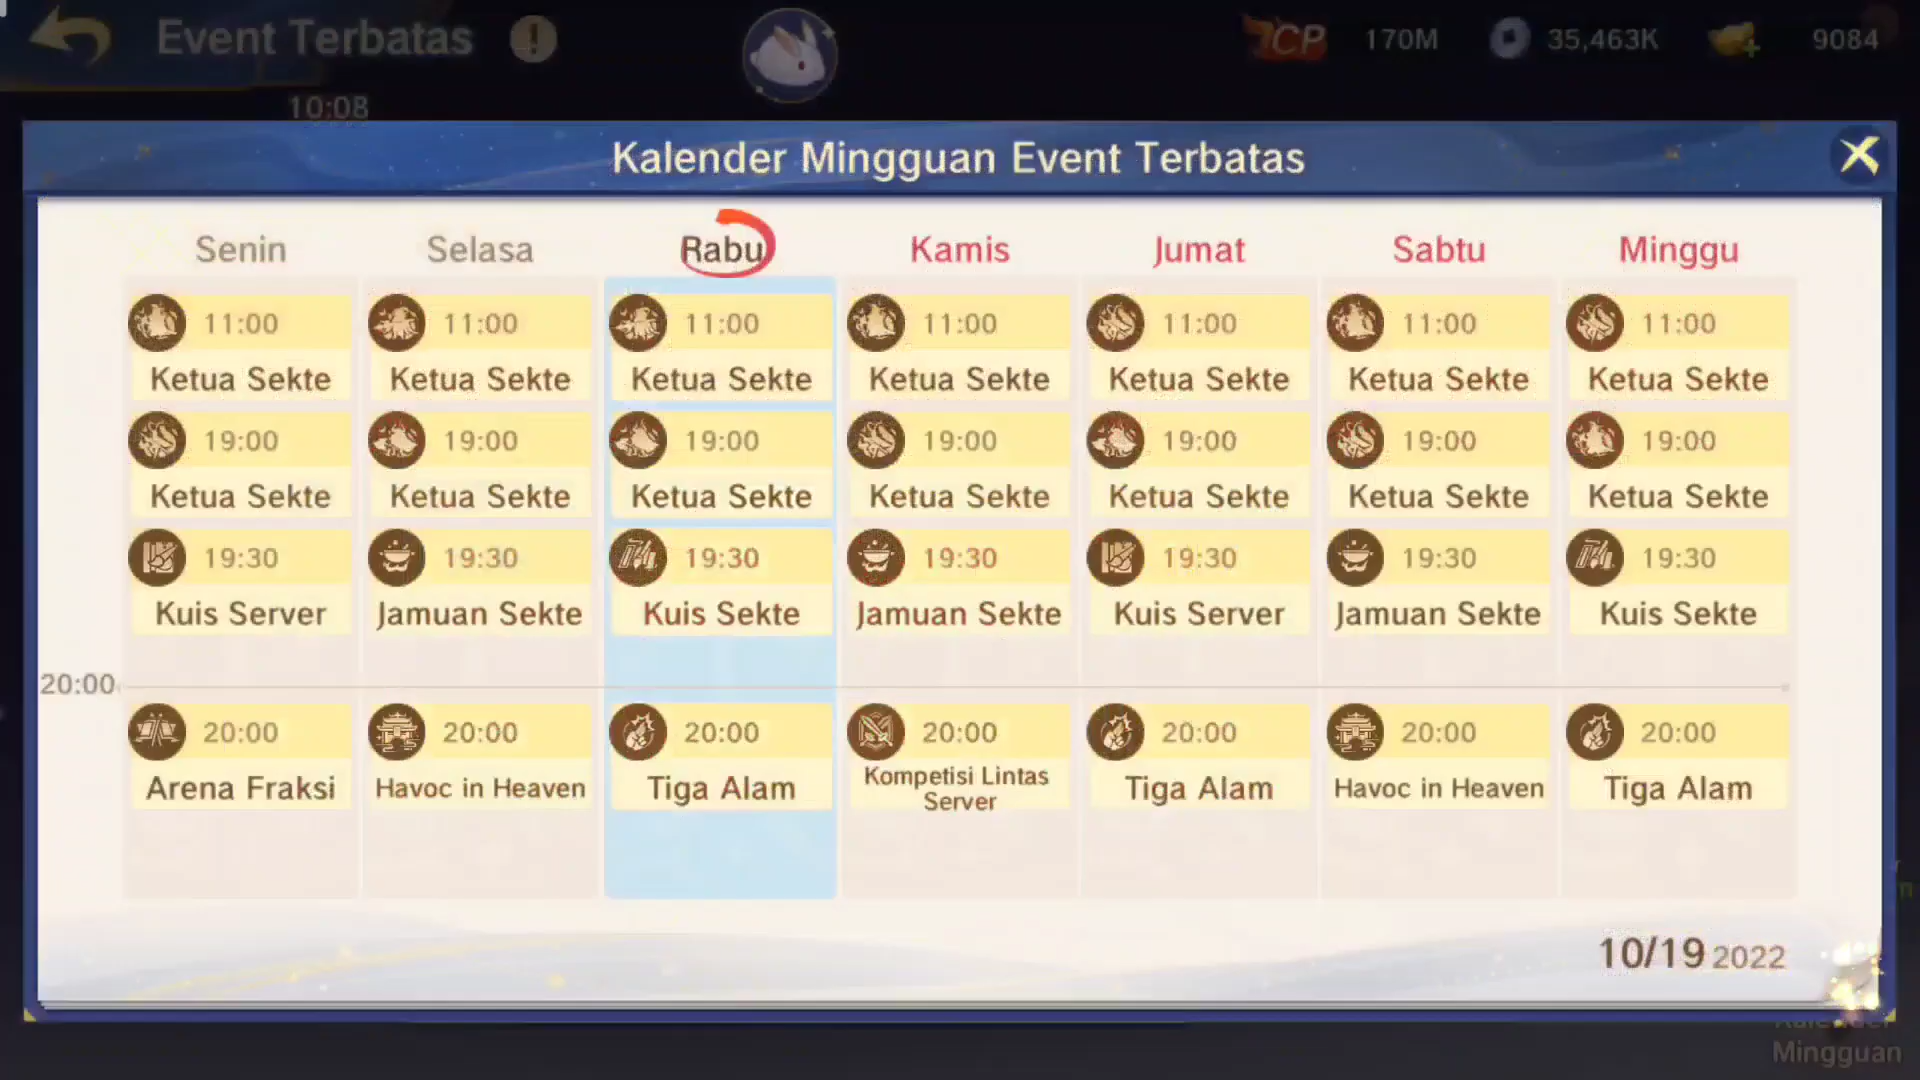 Event Terbatas
CP 170M 35,463K 9084
10:08
Kalender Mingguan Event Terbatas
Senin Selasa Rabu Kamis Jumat Sabtu Minggu
11:00 11:00 11:00 11:00 11:00 11:00 11:00
Ketua Sekte Ketua Sekte Ketua Sekte Ketua Sekte Ketua Sekte Ketua Sekte Ketua Sekte
19:00 19:00 19:00 19:00 19:00 19:00 19:00
Ketua Sekte Ketua Sekte Ketua Sekte Ketua Sekte Ketua Sekte Ketua Sekte Ketua Sekte
19:30 19:30 19:30 19:30 19:30 19:30 19:30
Kuis Server Jamuan Sekte Kuis Sekte Jamuan Sekte Kuis Server Jamuan Sekte Kuis Sekte
20:00
20:00 20:00 20:00 20:00 20:00 20:00 20:00
Arena Fraksi Havoc in Heaven Tiga Alam Kompetisi Lintas Tiga Alam Havoc in Heaven Tiga Alam
Server
10/19 2022
Mingguan